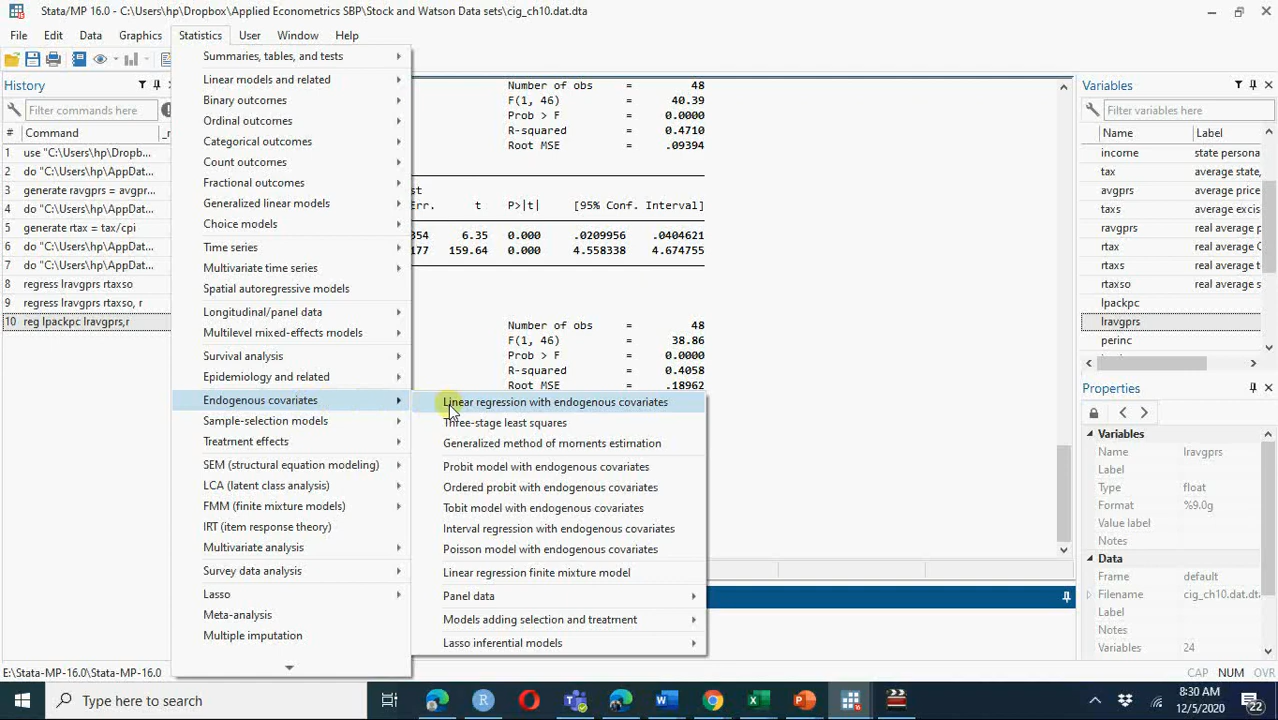 Stata/MP 16.0 - C:\Users\hp\Dropbox\Applied Econometrics SBP\Stock and Watson Data sets\cig_ch10.dat.dta
File Edit Data Graphics Statistics User Window Help
History
Filter commands here
# Command _r
1 use "C:\Users\hp\Dropb...
2 do "C:\Users\hp\AppDat...
3 generate ravgprs = avgpr...
4 do "C:\Users\hp\AppDat...
5 generate rtax = tax/cpi
6 do "C:\Users\hp\AppDat...
7 do "C:\Users\hp\AppDat...
8 regress lravgprs rtaxso
9 regress lravgprs rtaxso, r
10 reg lpackpc lravgprs,r
Summaries, tables, and tests
Linear models and related
Binary outcomes
Ordinal outcomes
Categorical outcomes
Count outcomes
Fractional outcomes
Generalized linear models
Choice models
Time series
Multivariate time series
Spatial autoregressive models
Longitudinal/panel data
Multilevel mixed-effects models
Survival analysis
Epidemiology and related
Endogenous covariates
Sample-selection models
Treatment effects
SEM (structural equation modeling)
LCA (latent class analysis)
FMM (finite mixture models)
IRT (item response theory)
Multivariate analysis
Survey data analysis
Lasso
Meta-analysis
Multiple imputation
Number of obs = 48
F(1, 46) = 40.39
Prob > F = 0.0000
R-squared = 0.4710
Root MSE = .09394
st
Err. t P>|t| [95% Conf. Interval]
354 6.35 0.000 .0209956 .0404621
177 159.64 0.000 4.558338 4.674755
Number of obs = 48
F(1, 46) = 38.86
Prob > F = 0.0000
R-squared = 0.4058
Root MSE = .18962
Linear regression with endogenous covariates
Three-stage least squares
Generalized method of moments estimation
Probit model with endogenous covariates
Ordered probit with endogenous covariates
Tobit model with endogenous covariates
Interval regression with endogenous covariates
Poisson model with endogenous covariates
Linear regression finite mixture model
Panel data
Models adding selection and treatment
Lasso inferential models
Variables
Filter variables here
Name Label
income state persona
tax average state,
avgprs average price
taxs average excis
ravgprs real average p
rtax real average t
rtaxs real average t
rtaxso real average s
lpackpc
lravgprs
perinc
Properties
Variables
Name lravgprs
Label
Type float
Format %9.0g
Value label
Notes
Data
Frame default
Filename cig_ch10.dat.dt
Label
Notes
Variables 24
E:\Stata-MP-16.0\Stata-MP-16.0
CAP NUM OVR
Type here to search
8:30 AM
12/5/2020
22